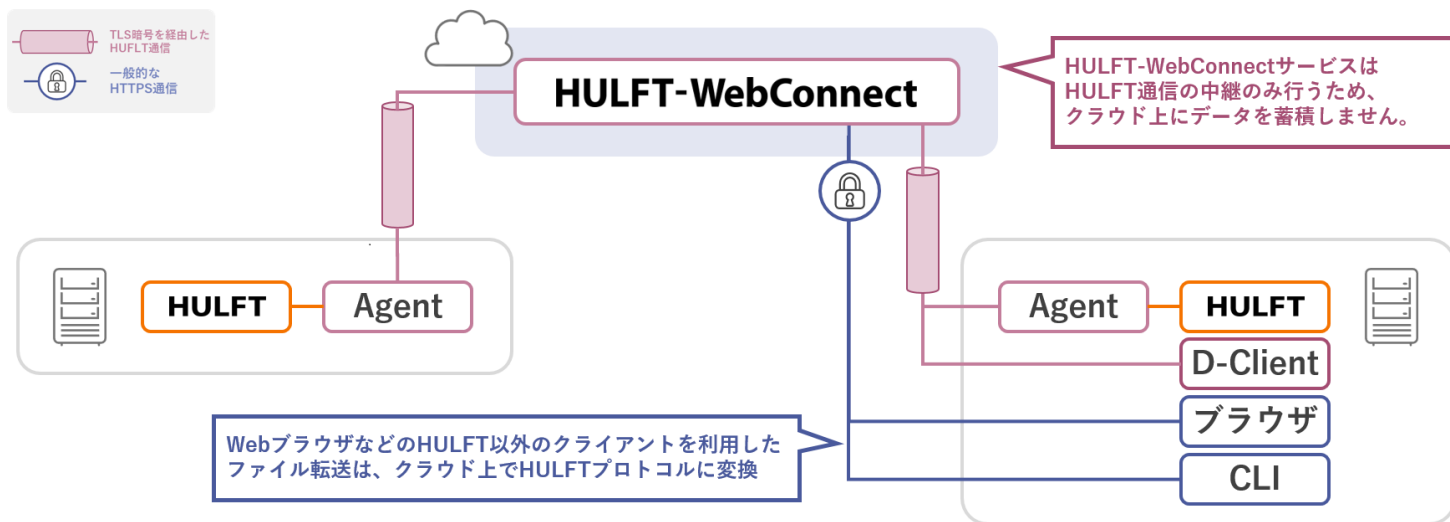 TLS暗号を経由した
HUFLT通信
一般的な
HTTPS通信
HULFT-WebConnect
HULFT-WebConnectサービスは
HULFT通信の中継のみ行うため、
クラウド上にデータを蓄積しません。
HULFT
Agent
Agent
HULFT
D-Client
ブラウザ
CLI
WebブラウザなどのHULFT以外のクライアントを利用した
ファイル転送は、クラウド上でHULFTプロトコルに変換